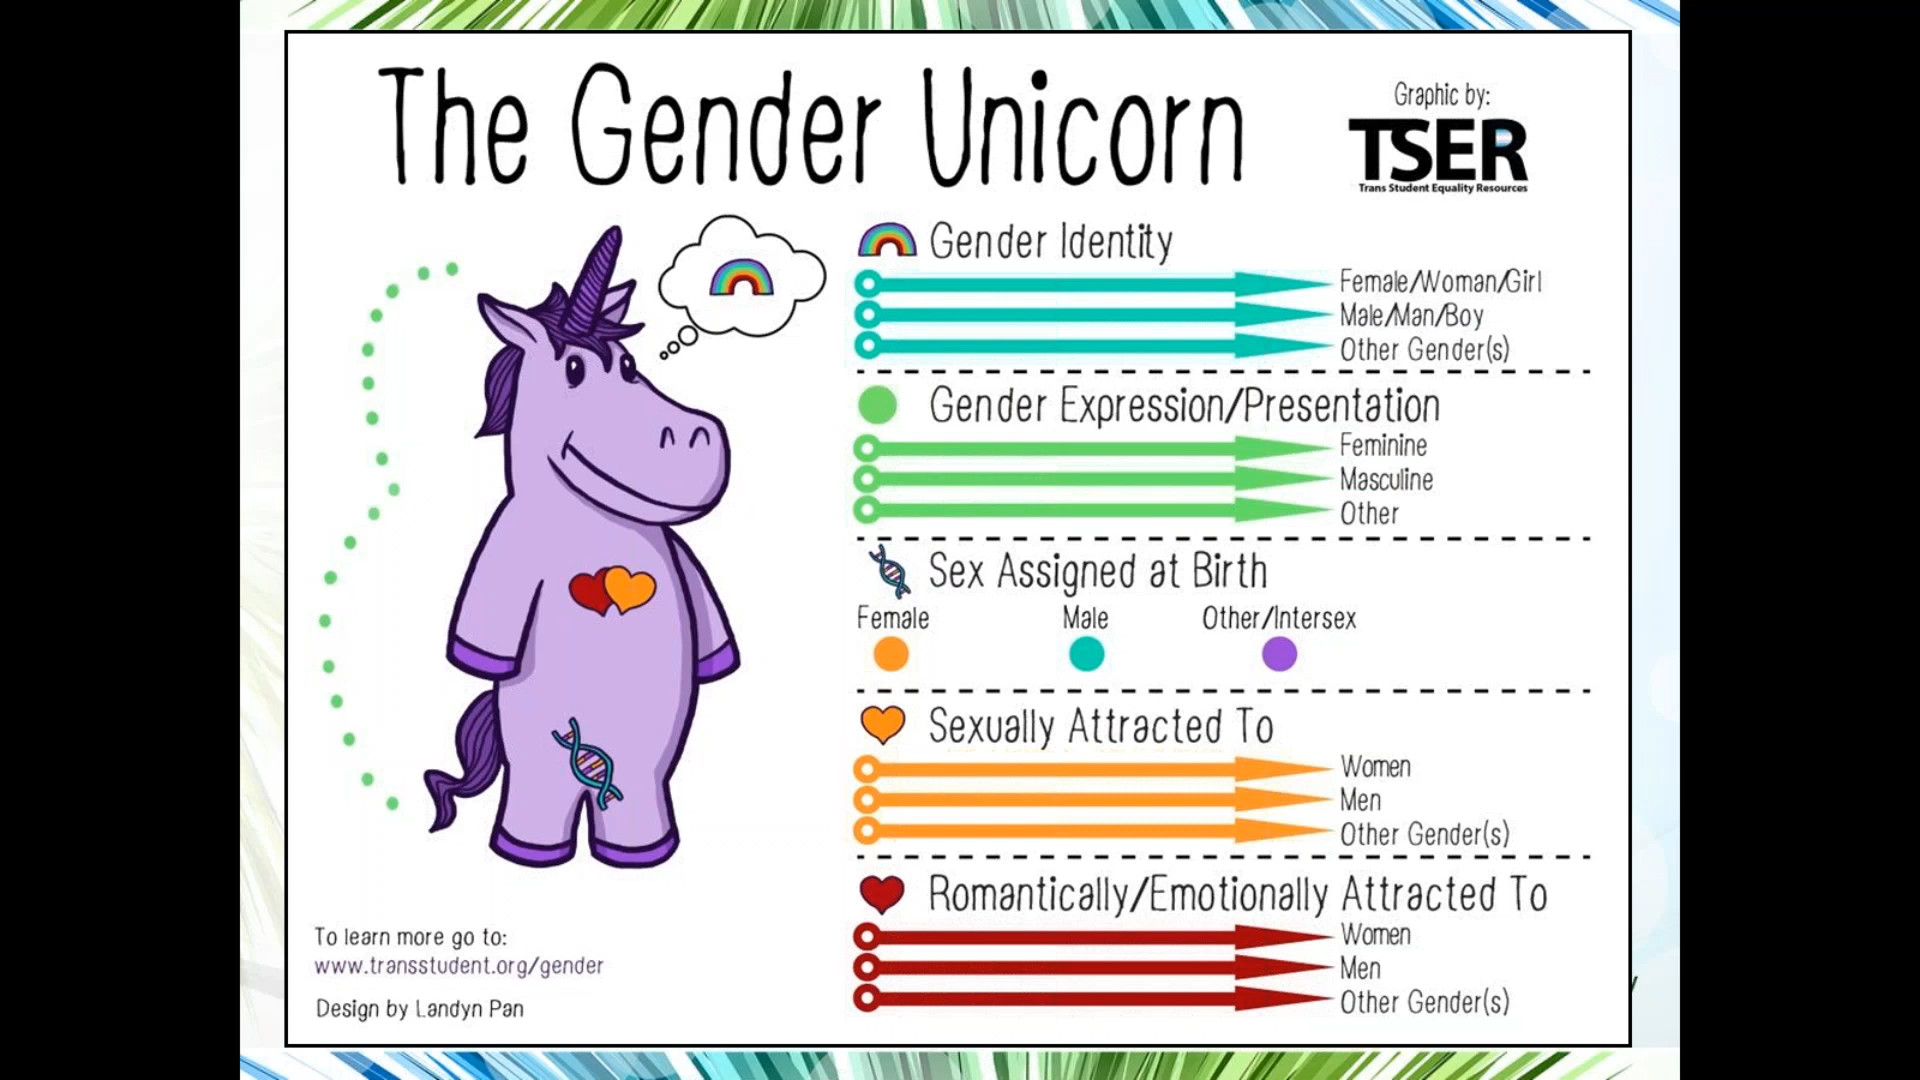 The Gender Unicorn
Graphic by:
TSER
Trans Student Equality Resources
Gender Identity
Female/Woman/Girl
Male/Man/Boy
Other Gender(s)
Gender Expression/Presentation
Feminine
Masculine
Other
Sex Assigned at Birth
Female Male Other/Intersex
Sexually Attracted To
Women
Men
Other Gender(s)
Romantically/Emotionally Attracted To
Women
Men
Other Gender(s)
To learn more go to:
www.transstudent.org/gender
Design by Landyn Pan